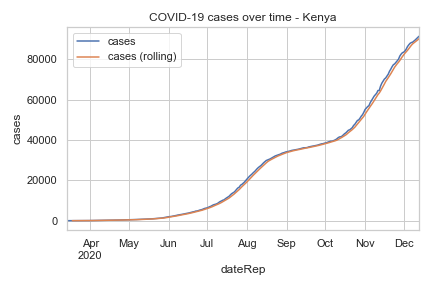 COVID-19 cases over time - Kenya
cases
cases (rolling)
80000
60000
40000
20000
0
cases
Apr May Jun Jul Aug Sep Oct Nov Dec
2020
dateRep